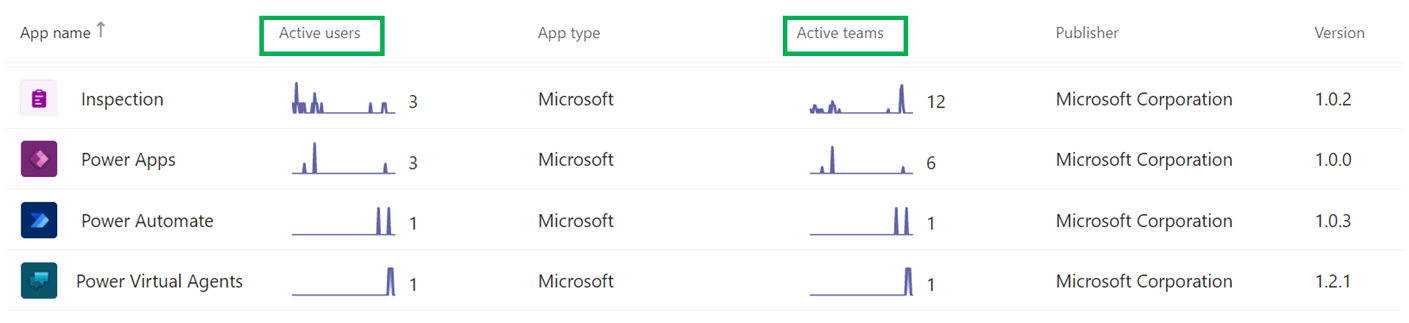 App name ↑ Active users App type Active teams Publisher Version
Inspection 3 Microsoft 12 Microsoft Corporation 1.0.2
Power Apps 3 Microsoft 6 Microsoft Corporation 1.0.0
Power Automate 1 Microsoft 1 Microsoft Corporation 1.0.3
Power Virtual Agents 1 Microsoft 1 Microsoft Corporation 1.2.1